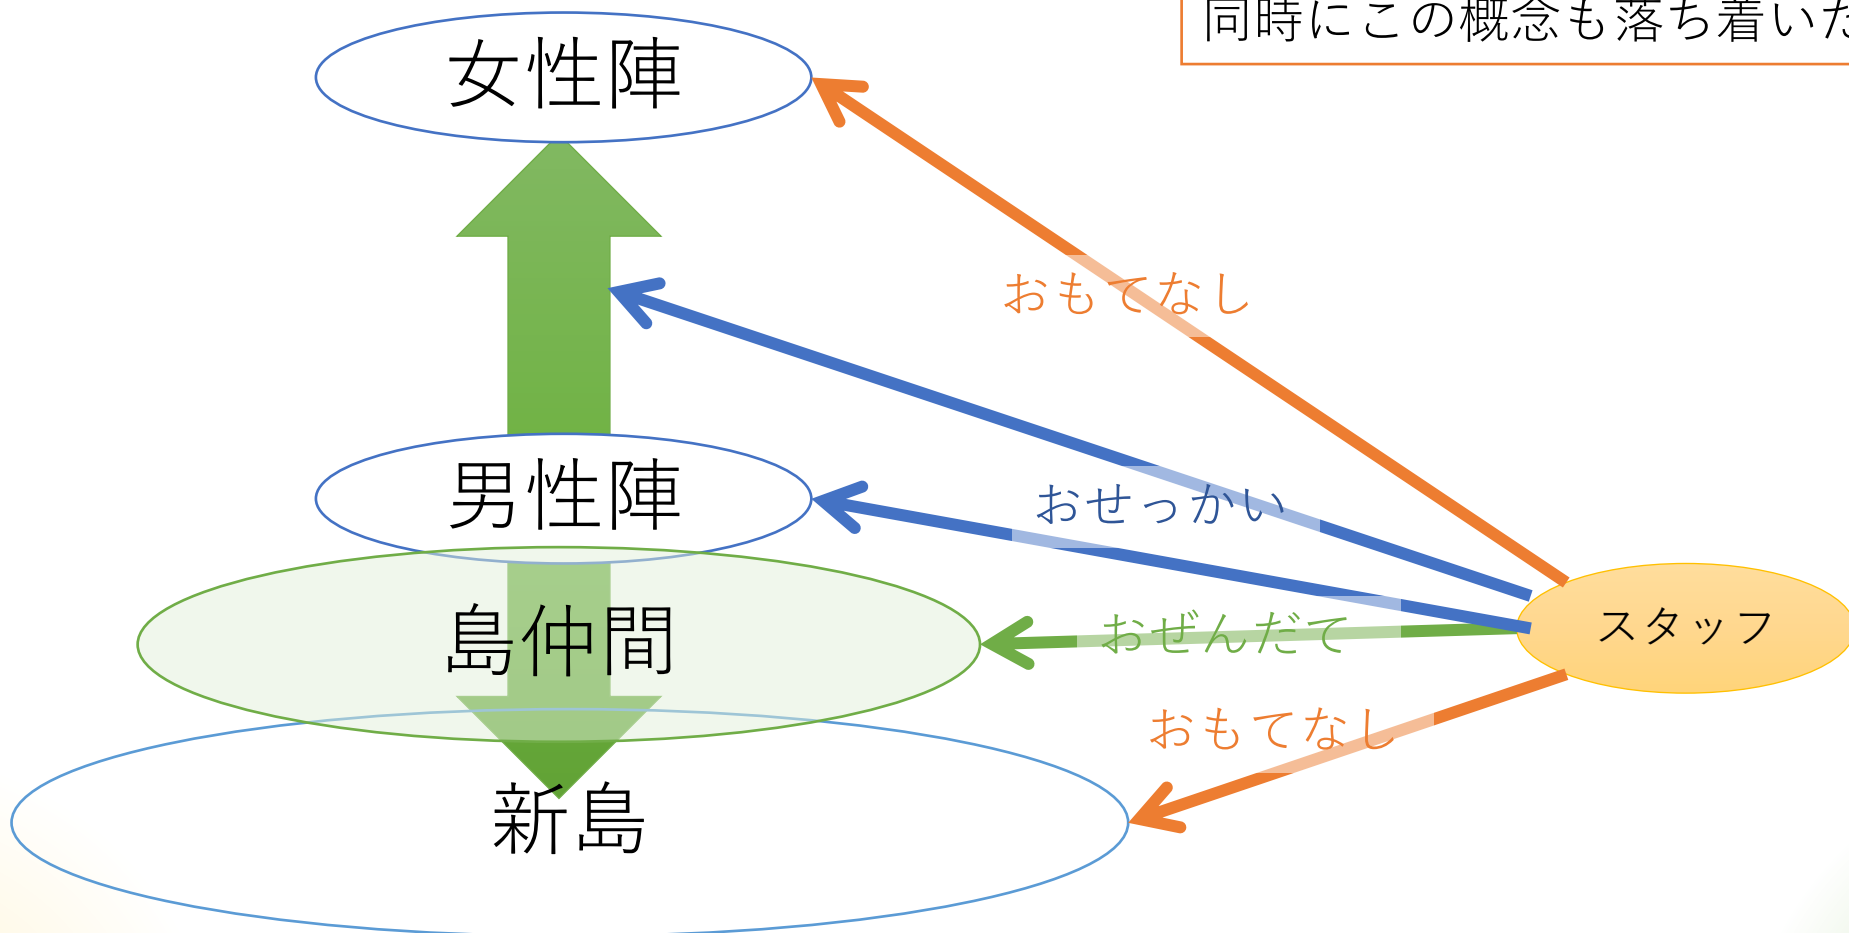 同時にこの概念も落ち着いた
女性陣
おもてなし
男性陣
おせっかい
島仲間
おぜんだて
スタッフ
おもてなし
新島